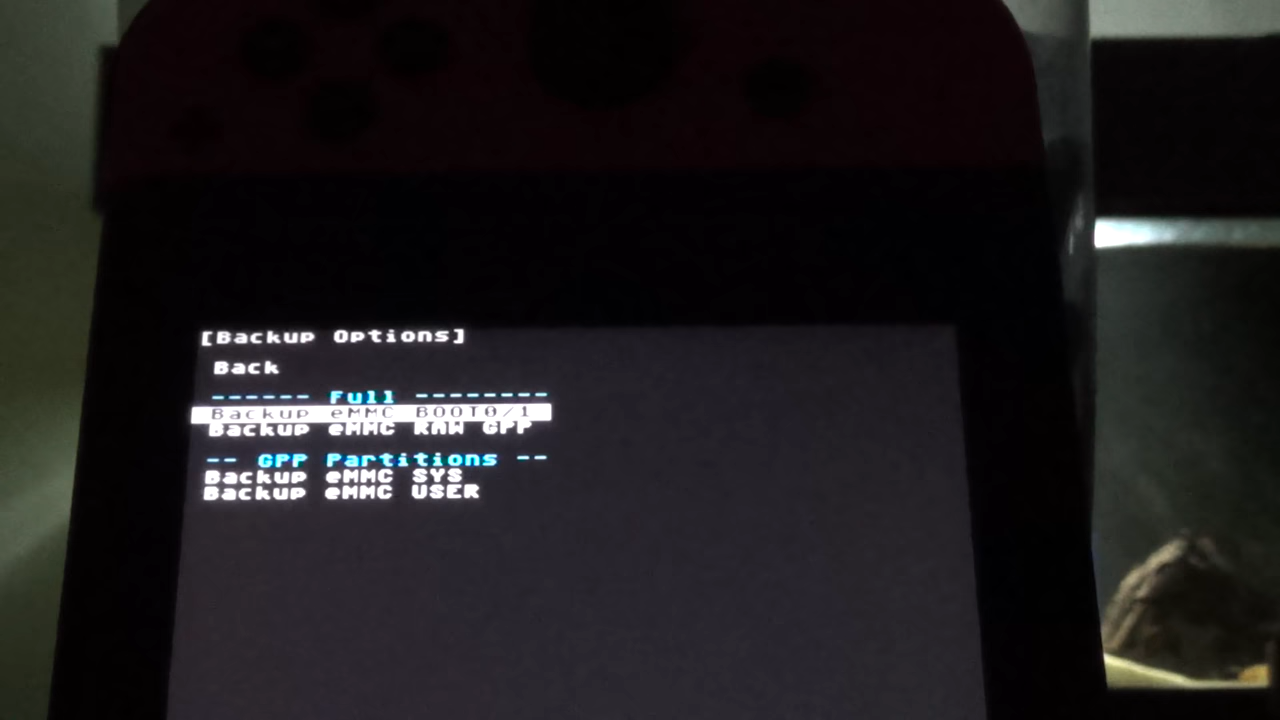 [Backup Options]
Back
------ Full --------
Backup eMMC BOOT0/1
Backup eMMC RAW GPP
-- GPP Partitions --
Backup eMMC SYS
Backup eMMC USER